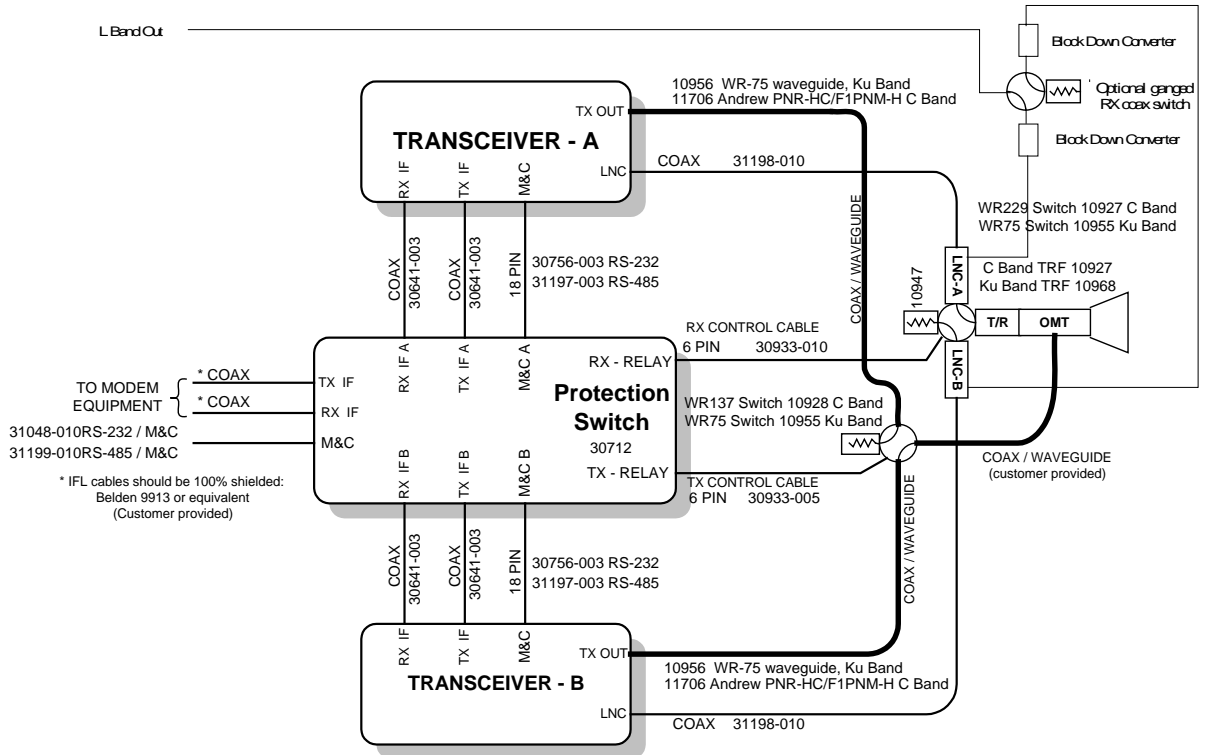 L Band Out
Block Down Converter
Optional ganged
RX coax switch
Block Down Converter
10956 WR-75 waveguide, Ku Band
11706 Andrew PNR-HC/F1PNM-H C Band
TX OUT
TRANSCEIVER - A
LNC
RX IF
TX IF
M&C
COAX 31198-010
COAX
30641-003
COAX
30641-003
18 PIN
30756-003 RS-232
31197-003 RS-485
COAX / WAVEGUIDE
WR229 Switch 10927 C Band
WR75 Switch 10955 Ku Band
LNC-A
10947
C Band TRF 10927
Ku Band TRF 10968
T/R
OMT
LNC-B
RX CONTROL CABLE
6 PIN 30933-010
RX IF A
TX IF A
M&C A
RX - RELAY
TO MODEM
EQUIPMENT
* COAX
* COAX
TX IF
RX IF
M&C
31048-010RS-232 / M&C
31199-010RS-485 / M&C
* IFL cables should be 100% shielded:
Belden 9913 or equivalent
(Customer provided)
Protection
Switch
30712
TX - RELAY
RX IF B
TX IF B
M&C B
WR137 Switch 10928 C Band
WR75 Switch 10955 Ku Band
TX CONTROL CABLE
6 PIN 30933-005
COAX / WAVEGUIDE
(customer provided)
COAX / WAVEGUIDE
COAX
30641-003
COAX
30641-003
18 PIN
30756-003 RS-232
31197-003 RS-485
RX IF
TX IF
M&C
TX OUT
TRANSCEIVER - B
LNC
10956 WR-75 waveguide, Ku Band
11706 Andrew PNR-HC/F1PNM-H C Band
COAX 31198-010